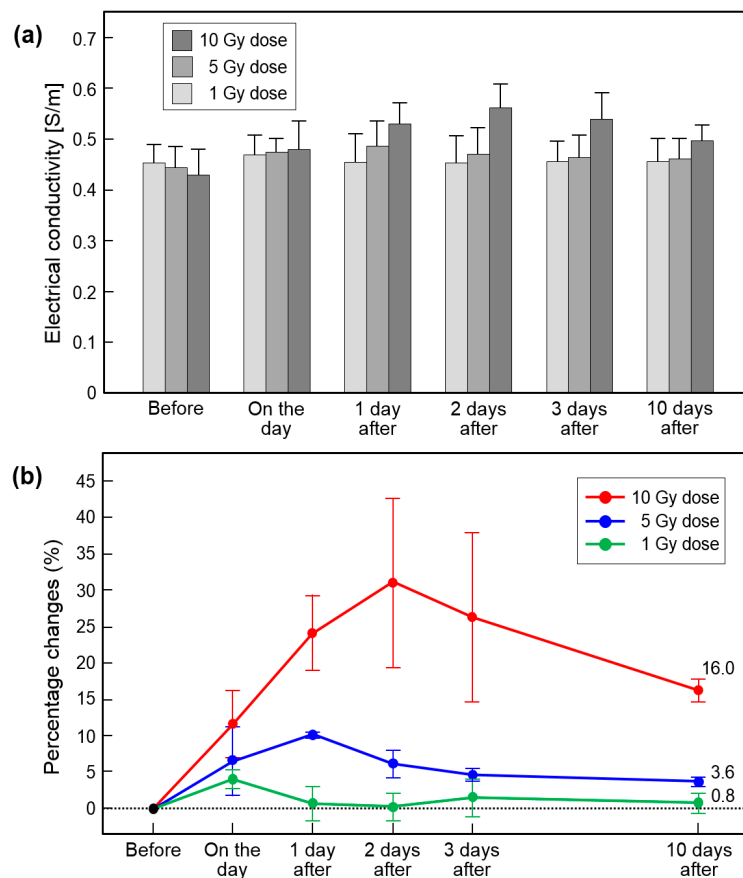 (a)
Electrical conductivity [S/m]
0.7
0.6
0.5
0.4
0.3
0.2
0.1
0
10 Gy dose
5 Gy dose
1 Gy dose
Before
On the
day
1 day
after
2 days
after
3 days
after
10 days
after
(b)
Percentage changes (%)
45
40
35
30
25
20
15
10
5
0
10 Gy dose
5 Gy dose
1 Gy dose
16.0
3.6
0.8
Before
On the
day
1 day
after
2 days
after
3 days
after
10 days
after